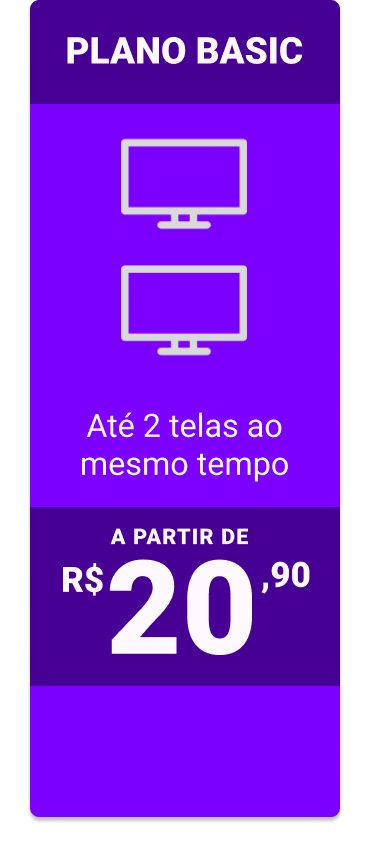 PLANO BASIC
Até 2 telas ao
mesmo tempo
A PARTIR DE
R$20,90